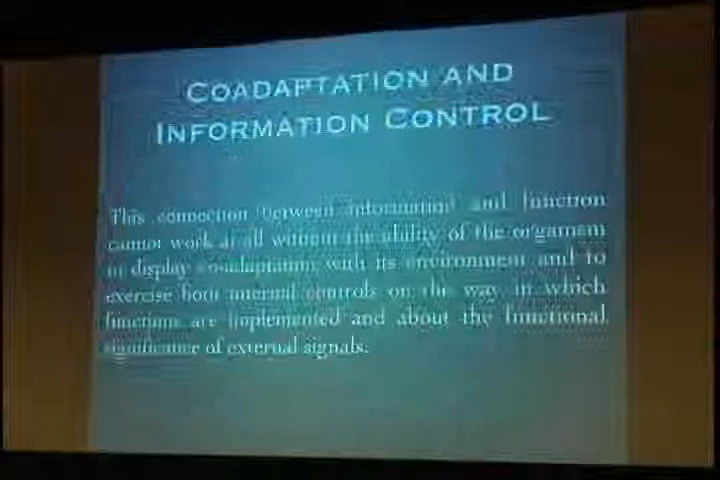 COADAPTATION AND
INFORMATION CONTROL
This connection between information and function
cannot work at all without the ability of the organism
to display coadaptation with its environment and to
exercise both internal controls on the way in which
functions are implemented and about the functional
significance of external signals.